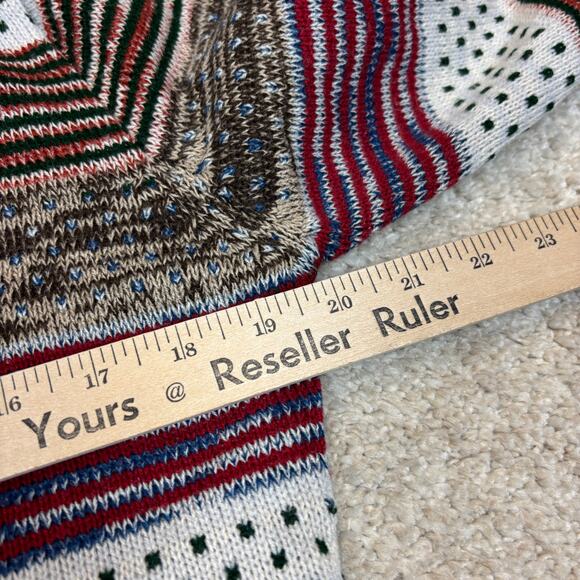 16 17 18 19 20 21 22 23
Yours @ Reseller Ruler